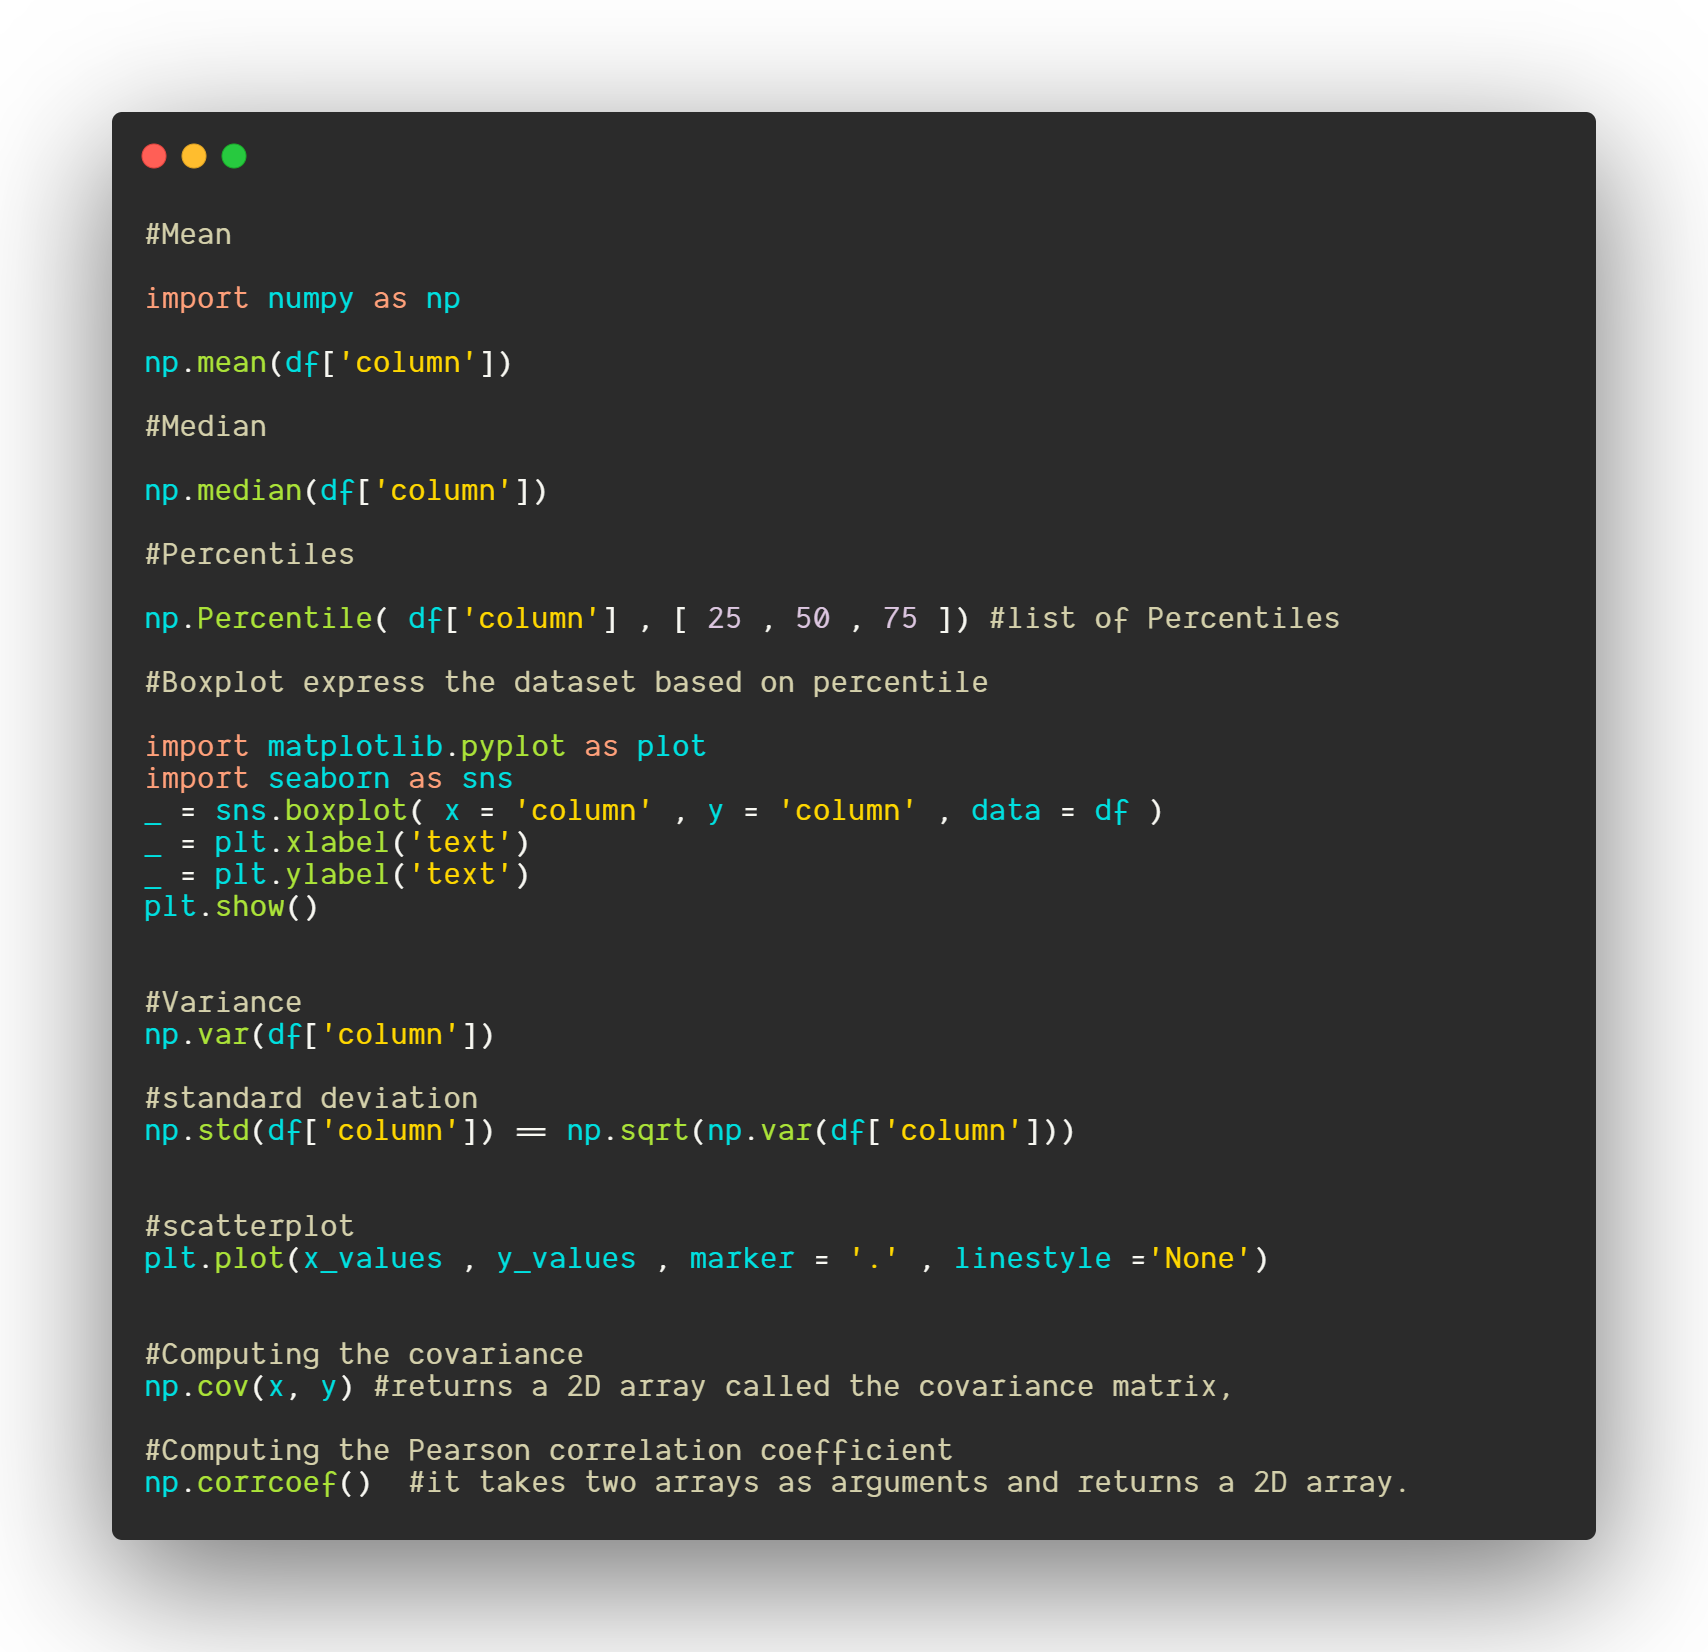 #Mean
import numpy as np
np.mean(df['column'])
#Median
np.median(df['column'])
#Percentiles
np.Percentile( df['column'] , [ 25 , 50 , 75 ]) #list of Percentiles
#Boxplot express the dataset based on percentile
import matplotlib.pyplot as plot
import seaborn as sns
_ = sns.boxplot( x = 'column' , y = 'column' , data = df )
_ = plt.xlabel('text')
_ = plt.ylabel('text')
plt.show()
#Variance
np.var(df['column'])
#standard deviation
np.std(df['column']) == np.sqrt(np.var(df['column']))
#scatterplot
plt.plot(x_values , y_values , marker = '.' , linestyle ='None')
#Computing the covariance
np.cov(x, y) #returns a 2D array called the covariance matrix,
#Computing the Pearson correlation coefficient
np.corrcoef()  #it takes two arrays as arguments and returns a 2D array.